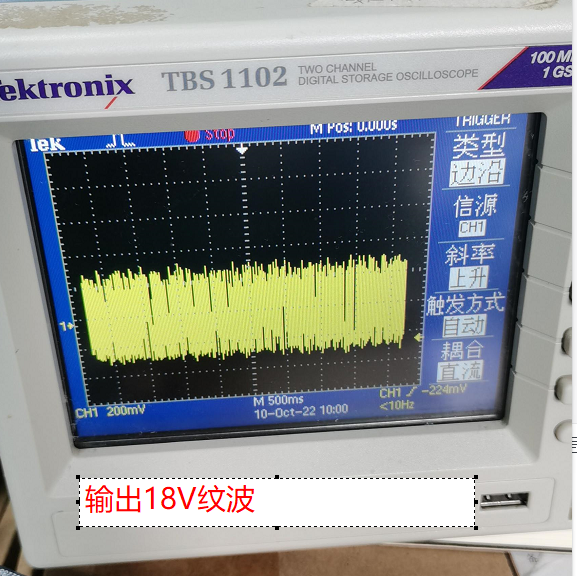 ektronix TBS 1102 TWO CHANNEL
DIGITAL STORAGE OSCILLOSCOPE
100 M
1 GS
Tek Stop M Pos: 0.000s
TRIGGER
类型
边沿
信源
CH1
斜率
上升
触发方式
自动
耦合
直流
1
CH1 200mV M 500ms CH1 -224mV
10-Oct-22 10:00 <10Hz
输出18V纹波